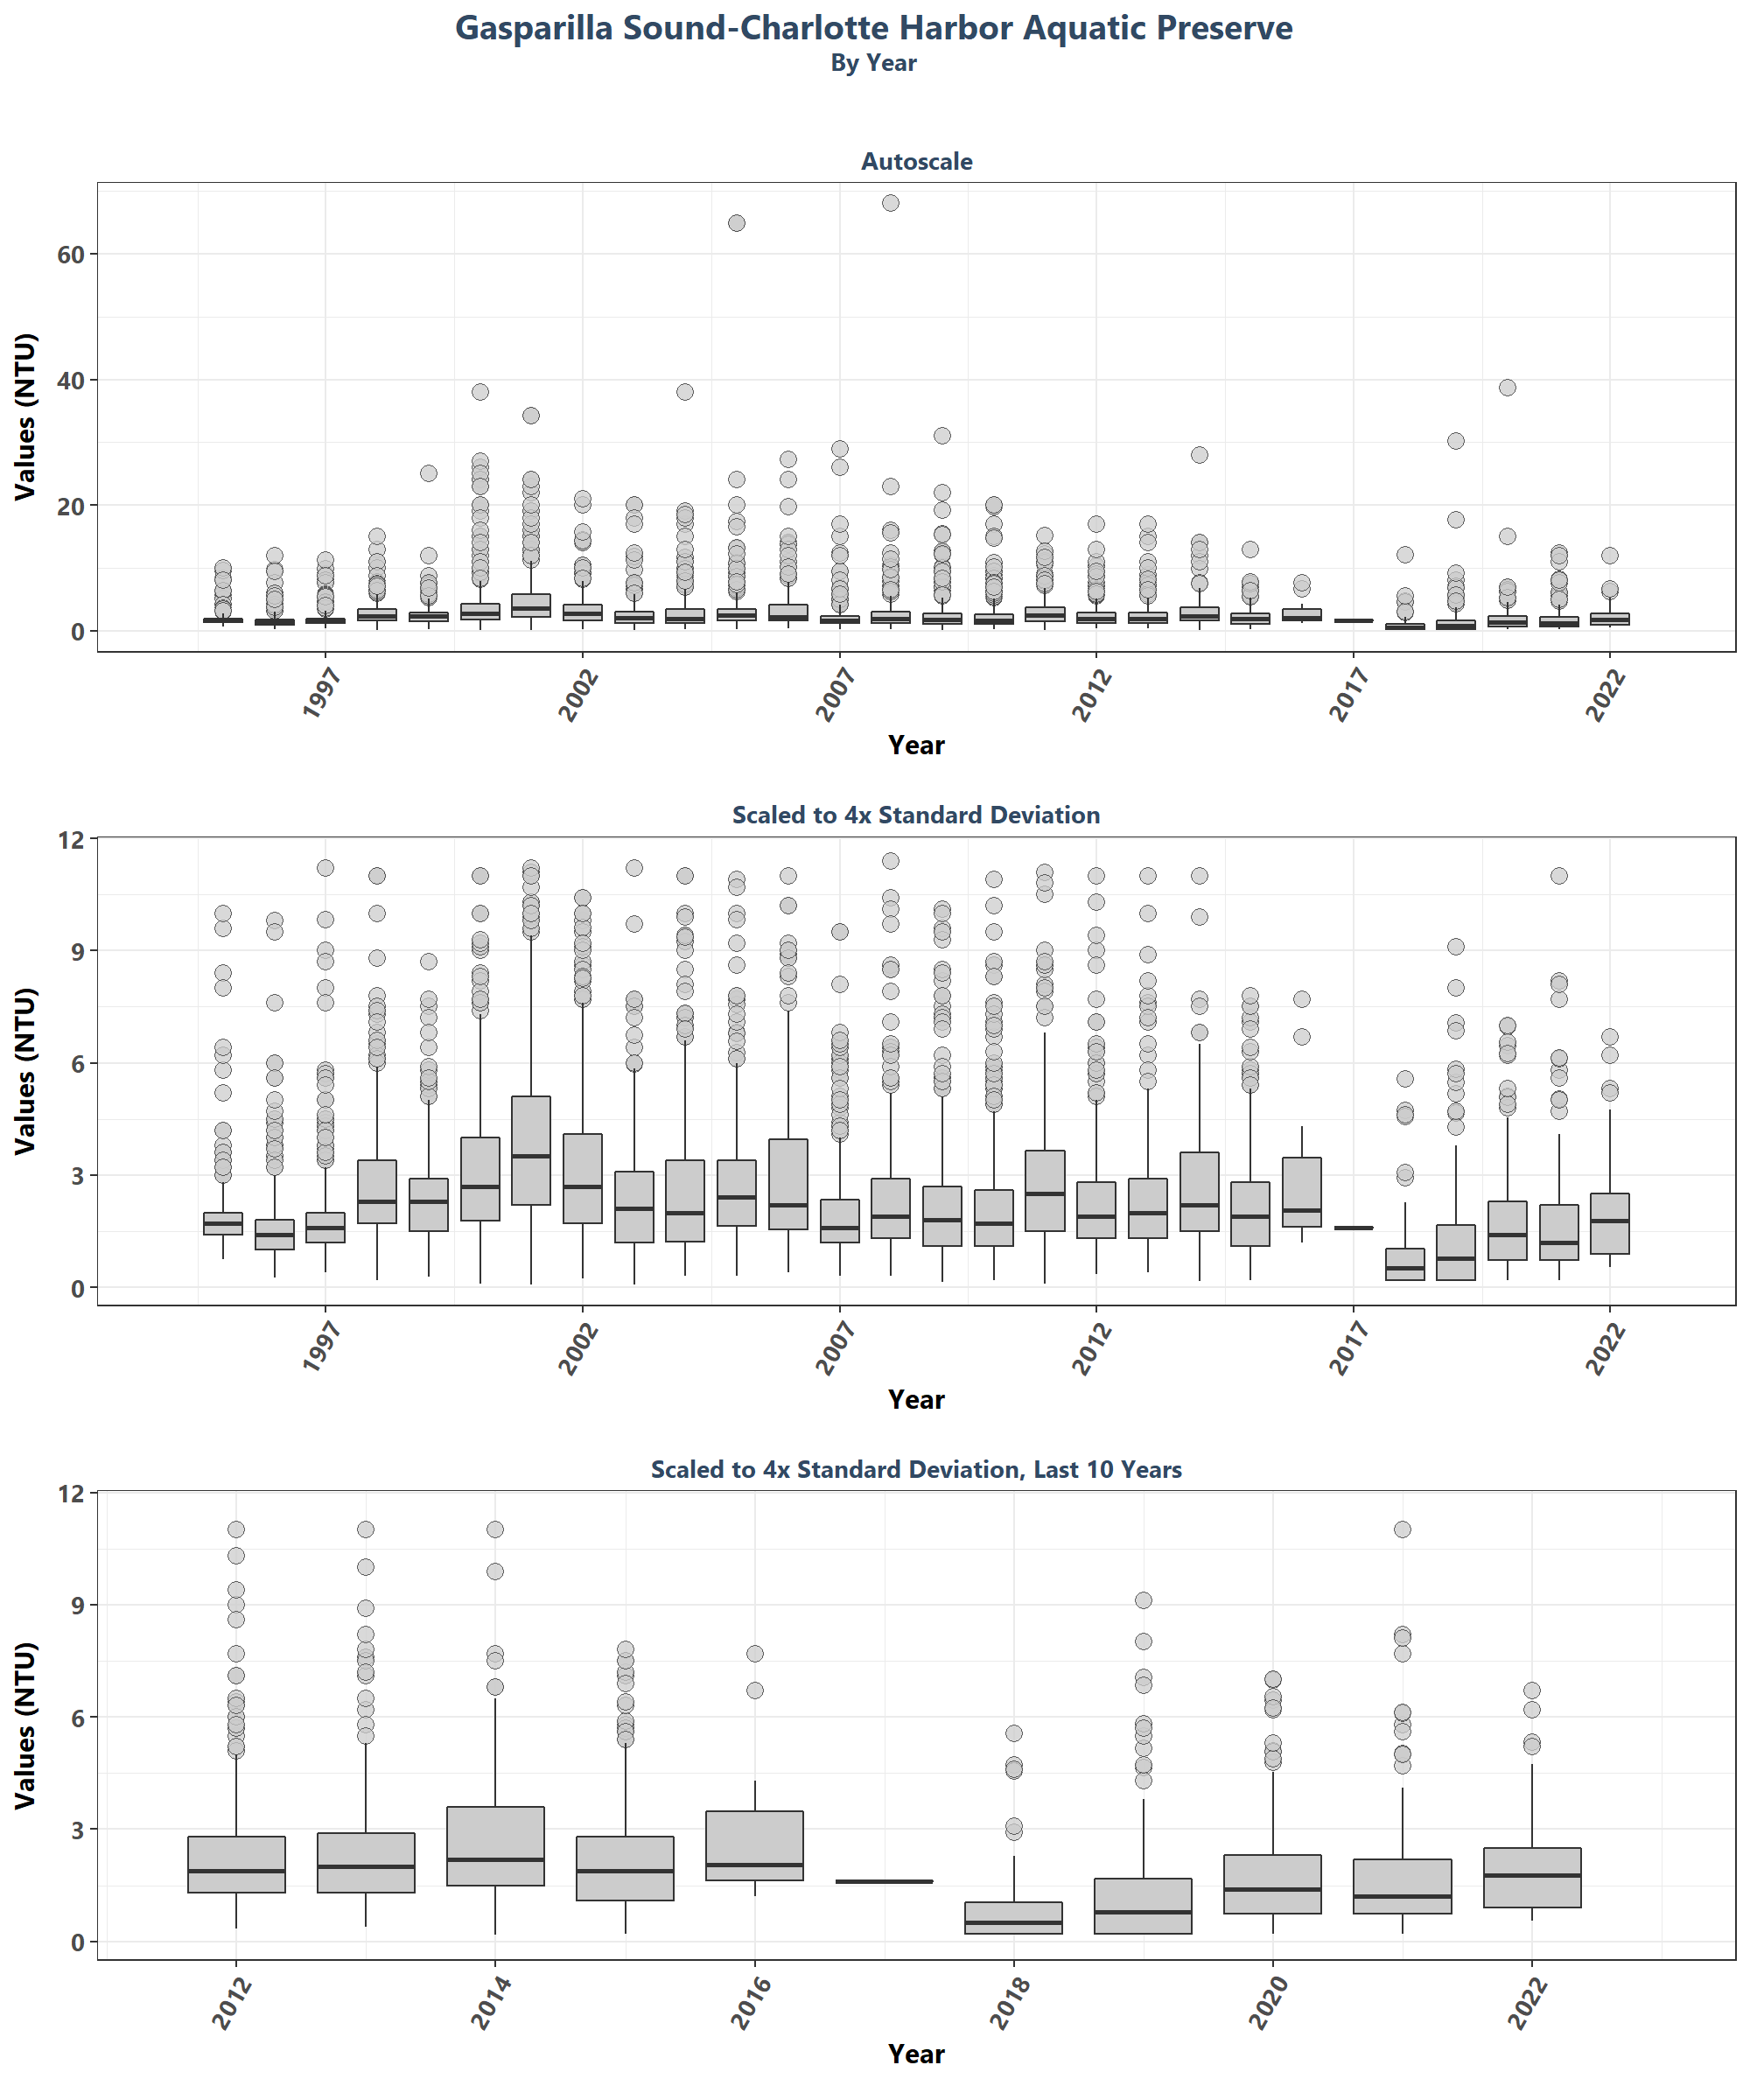 Gasparilla Sound-Charlotte Harbor Aquatic Preserve
By Year
Autoscale
Values (NTU)
60
40
20
0
1997
2002
2007
2012
2017
2022
Year
Scaled to 4x Standard Deviation
Values (NTU)
12
9
6
3
0
1997
2002
2007
2012
2017
2022
Year
Scaled to 4x Standard Deviation, Last 10 Years
Values (NTU)
12
9
6
3
0
2012
2014
2016
2018
2020
2022
Year